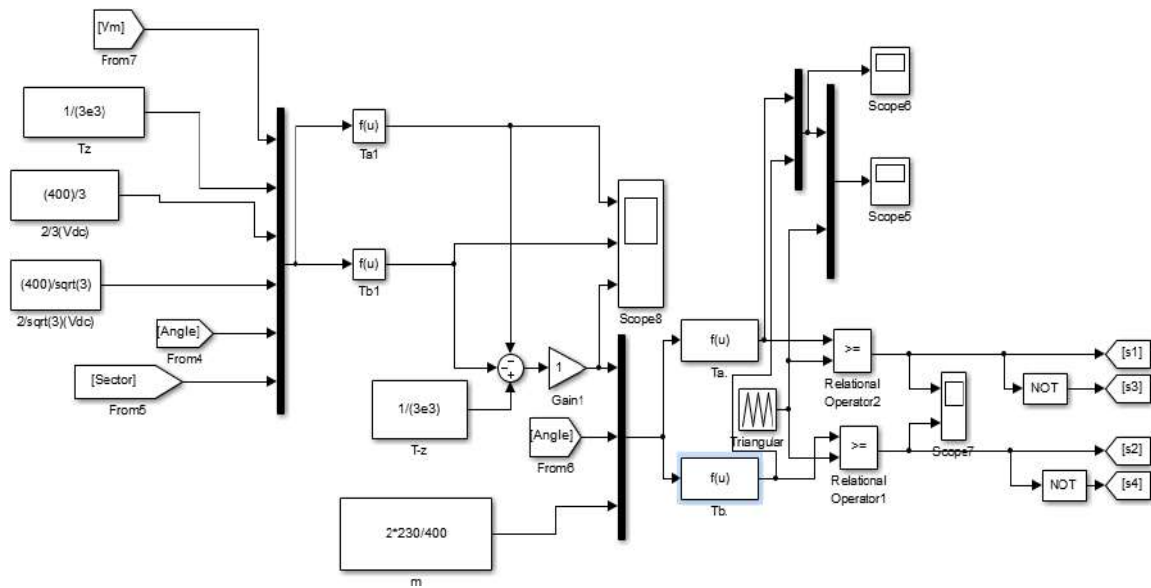 [Vm]
From7
1/(3e3)
Tz
(400)/3
2/3(Vdc)
(400)/sqrt(3)
2/sqrt(3)(Vdc)
[Angle]
From4
[Sector]
From5
f(u)
Ta1
f(u)
Tb1
Scope8
1
Gain1
1/(3e3)
T-z
[Angle]
From6
2*230/400
m
f(u)
Ta.
Triangular
f(u)
Tb.
Scope6
Scope5
>=
Relational
Operator2
>=
Relational
Operator1
Scope7
NOT
NOT
[s1]
[s3]
[s2]
[s4]